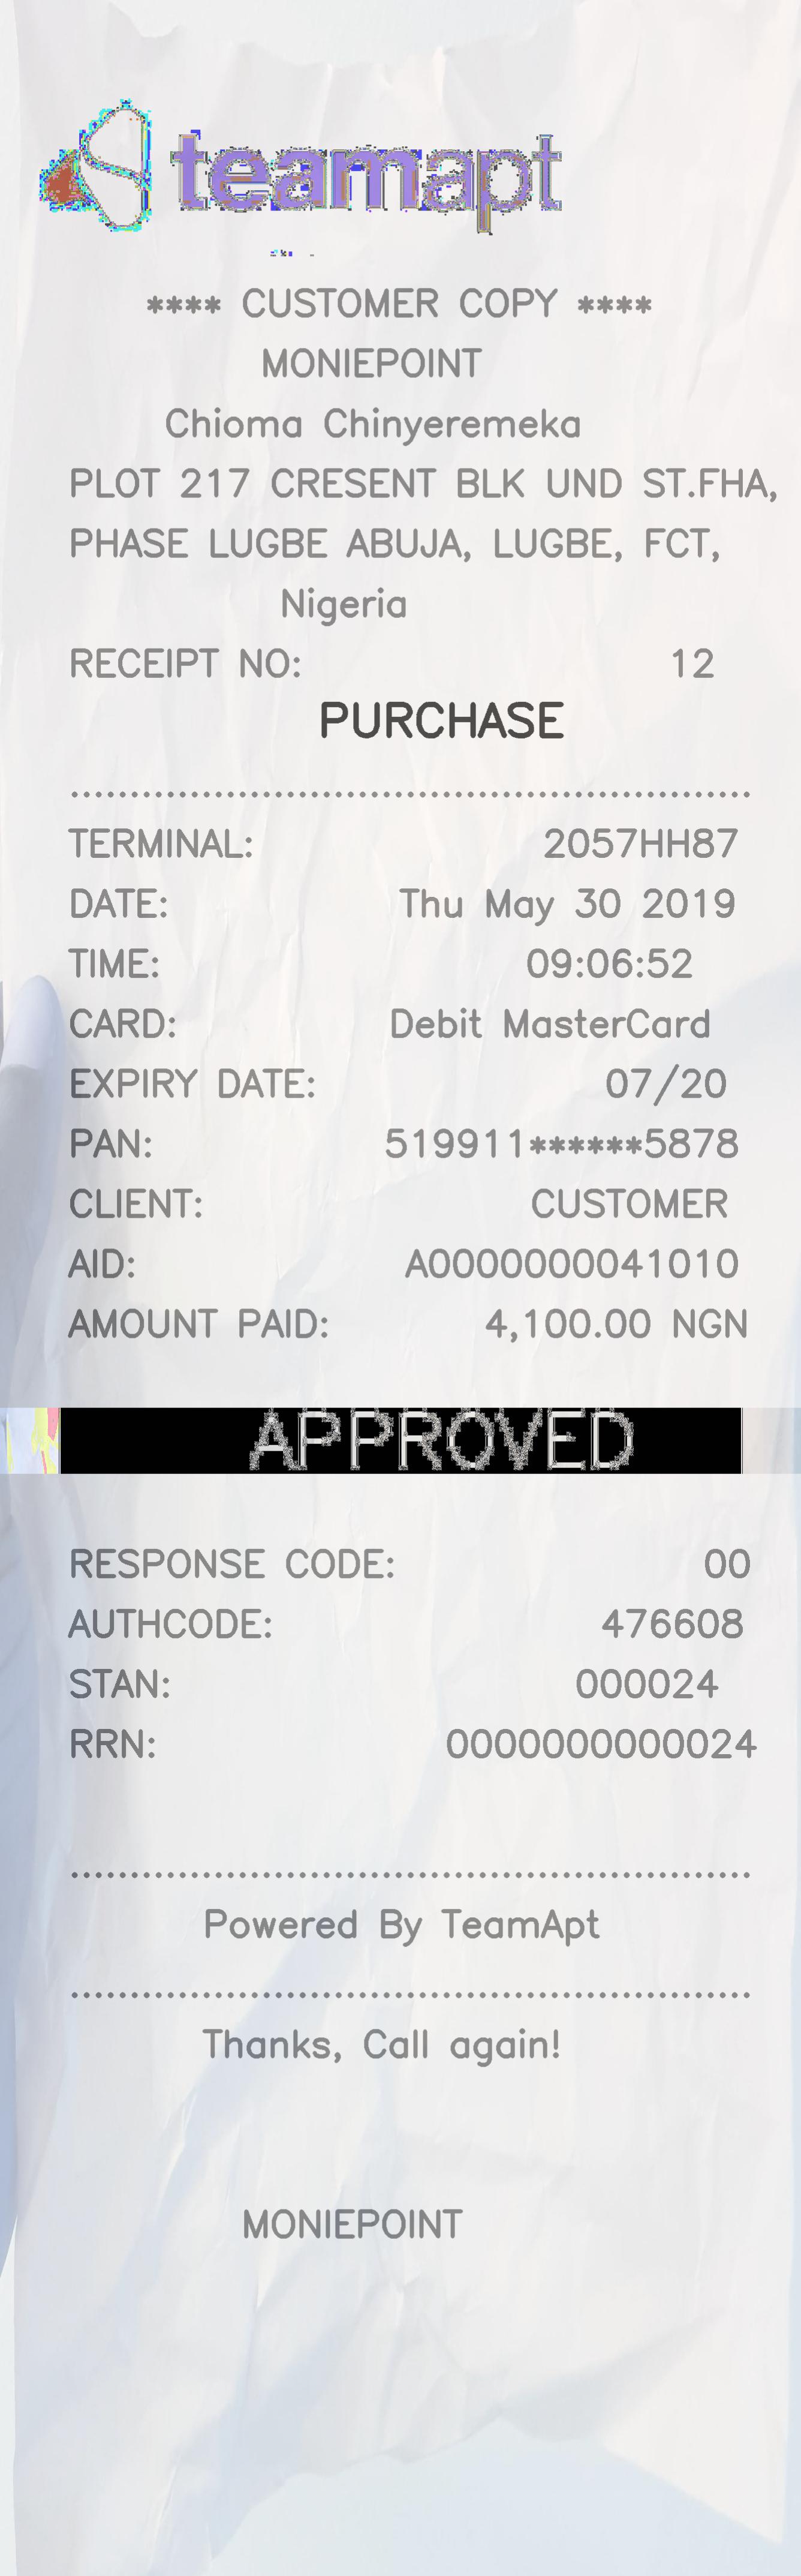 teamapt
**** CUSTOMER COPY ****
MONIEPOINT
Chioma Chinyeremeka
PLOT 217 CRESENT BLK UND ST.FHA,
PHASE LUGBE ABUJA, LUGBE, FCT,
Nigeria
RECEIPT NO: 12
PURCHASE
TERMINAL: 2057HH87
DATE: Thu May 30 2019
TIME: 09:06:52
CARD: Debit MasterCard
EXPIRY DATE: 07/20
PAN: 519911******5878
CLIENT: CUSTOMER
AID: A0000000041010
AMOUNT PAID: 4,100.00 NGN
APPROVED
RESPONSE CODE: 00
AUTHCODE: 476608
STAN: 000024
RRN: 0000000000024
Powered By TeamApt
Thanks, Call again!
MONIEPOINT